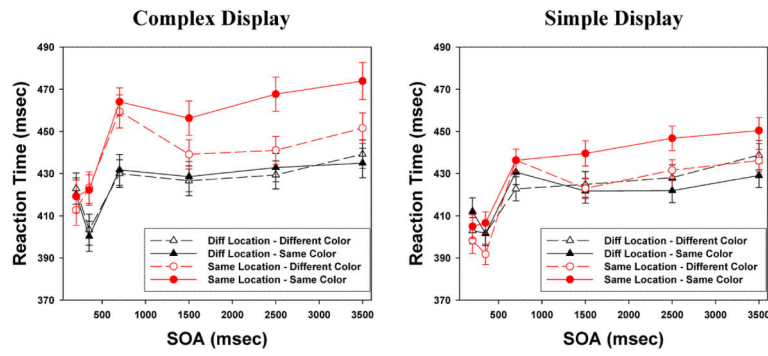 Complex Display
Reaction Time (msec)
490
470
450
430
410
390
370
Diff Location - Different Color
Diff Location - Same Color
Same Location - Different Color
Same Location - Same Color
500 1000 1500 2000 2500 3000 3500
SOA (msec)
Simple Display
Reaction Time (msec)
490
470
450
430
410
390
370
Diff Location - Different Color
Diff Location - Same Color
Same Location - Different Color
Same Location - Same Color
500 1000 1500 2000 2500 3000 3500
SOA (msec)